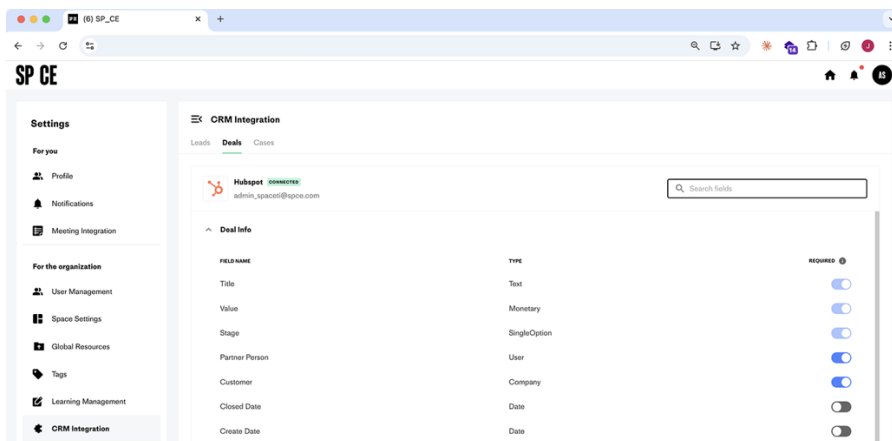 (6) SP_CE
SP CE
AS
14
J
Settings
For you
Profile
Notifications
Meeting Integration
For the organization
User Management
Space Settings
Global Resources
Tags
Learning Management
CRM Integration
CRM Integration
Leads Deals Cases
Hubspot CONNECTED
admin_spaceti@spce.com
Search fields
Deal Info
FIELD NAME TYPE REQUIRED
Title Text
Value Monetary
Stage SingleOption
Partner Person User
Customer Company
Closed Date Date
Create Date Date